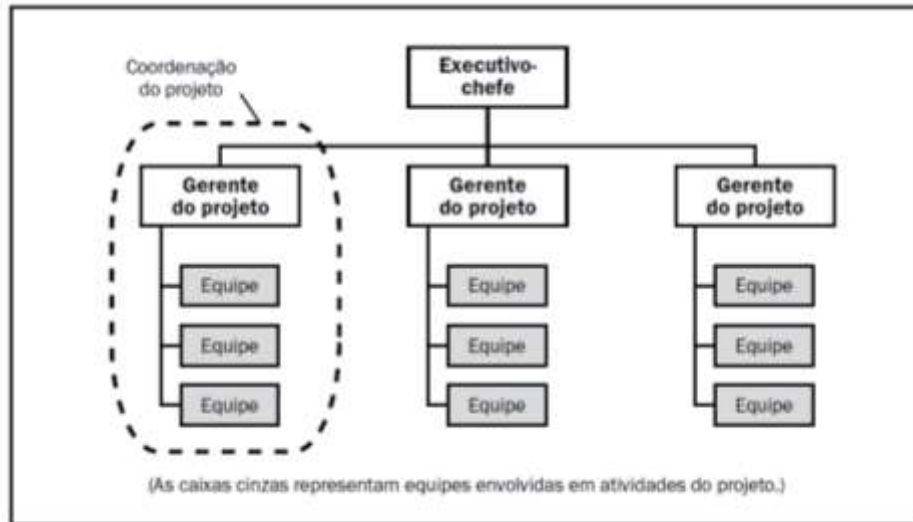 Coordenação
do projeto
Executivo-
chefe
Gerente
do projeto
Gerente
do projeto
Gerente
do projeto
Equipe
Equipe
Equipe
Equipe
Equipe
Equipe
Equipe
Equipe
Equipe
(As caixas cinzas representam equipes envolvidas em atividades do projeto.)